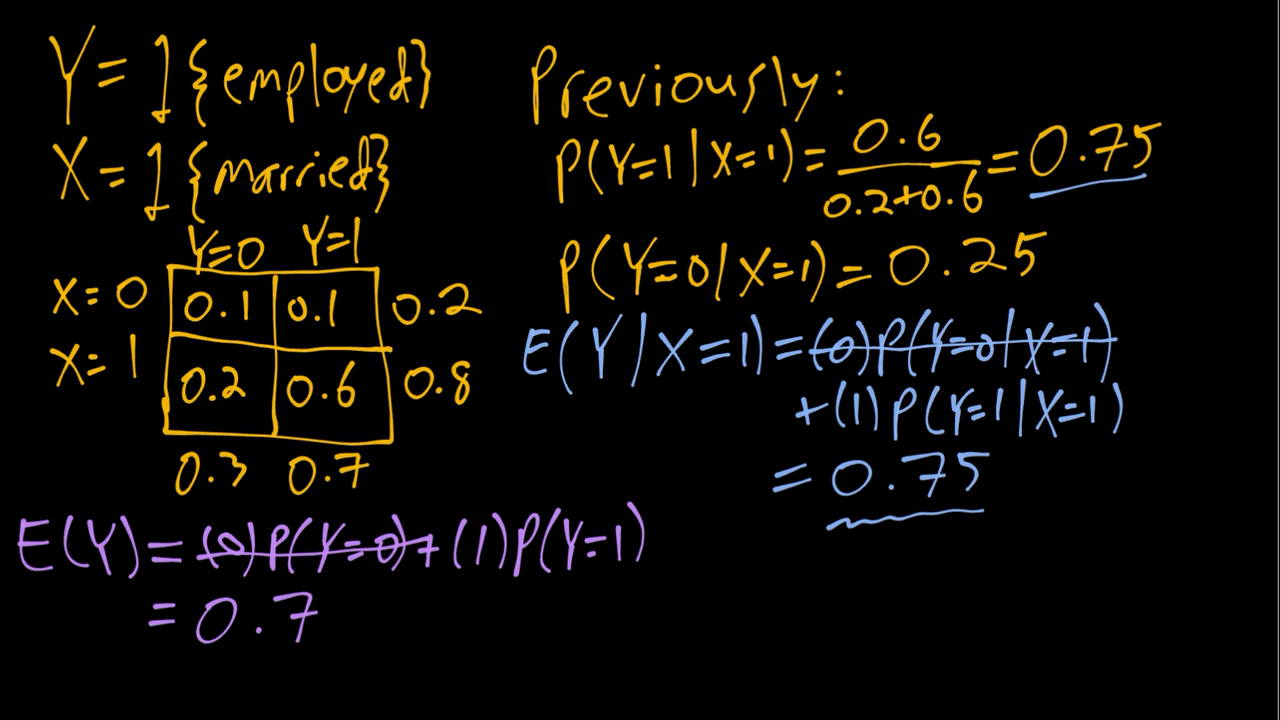 Y = 1{employed}
X = 1{married}
Y=0 Y=1
X=0 0.1 0.1 0.2
X=1 0.2 0.6 0.8
0.3 0.7
E(Y) = (0)P(Y=0)+(1)P(Y=1)
= 0.7
Previously:
P(Y=1|X=1) = 0.6 / 0.2+0.6 = 0.75
P(Y=0|X=1) = 0.25
E(Y|X=1) = (0)P(Y=0|X=1)
+(1)P(Y=1|X=1)
= 0.75